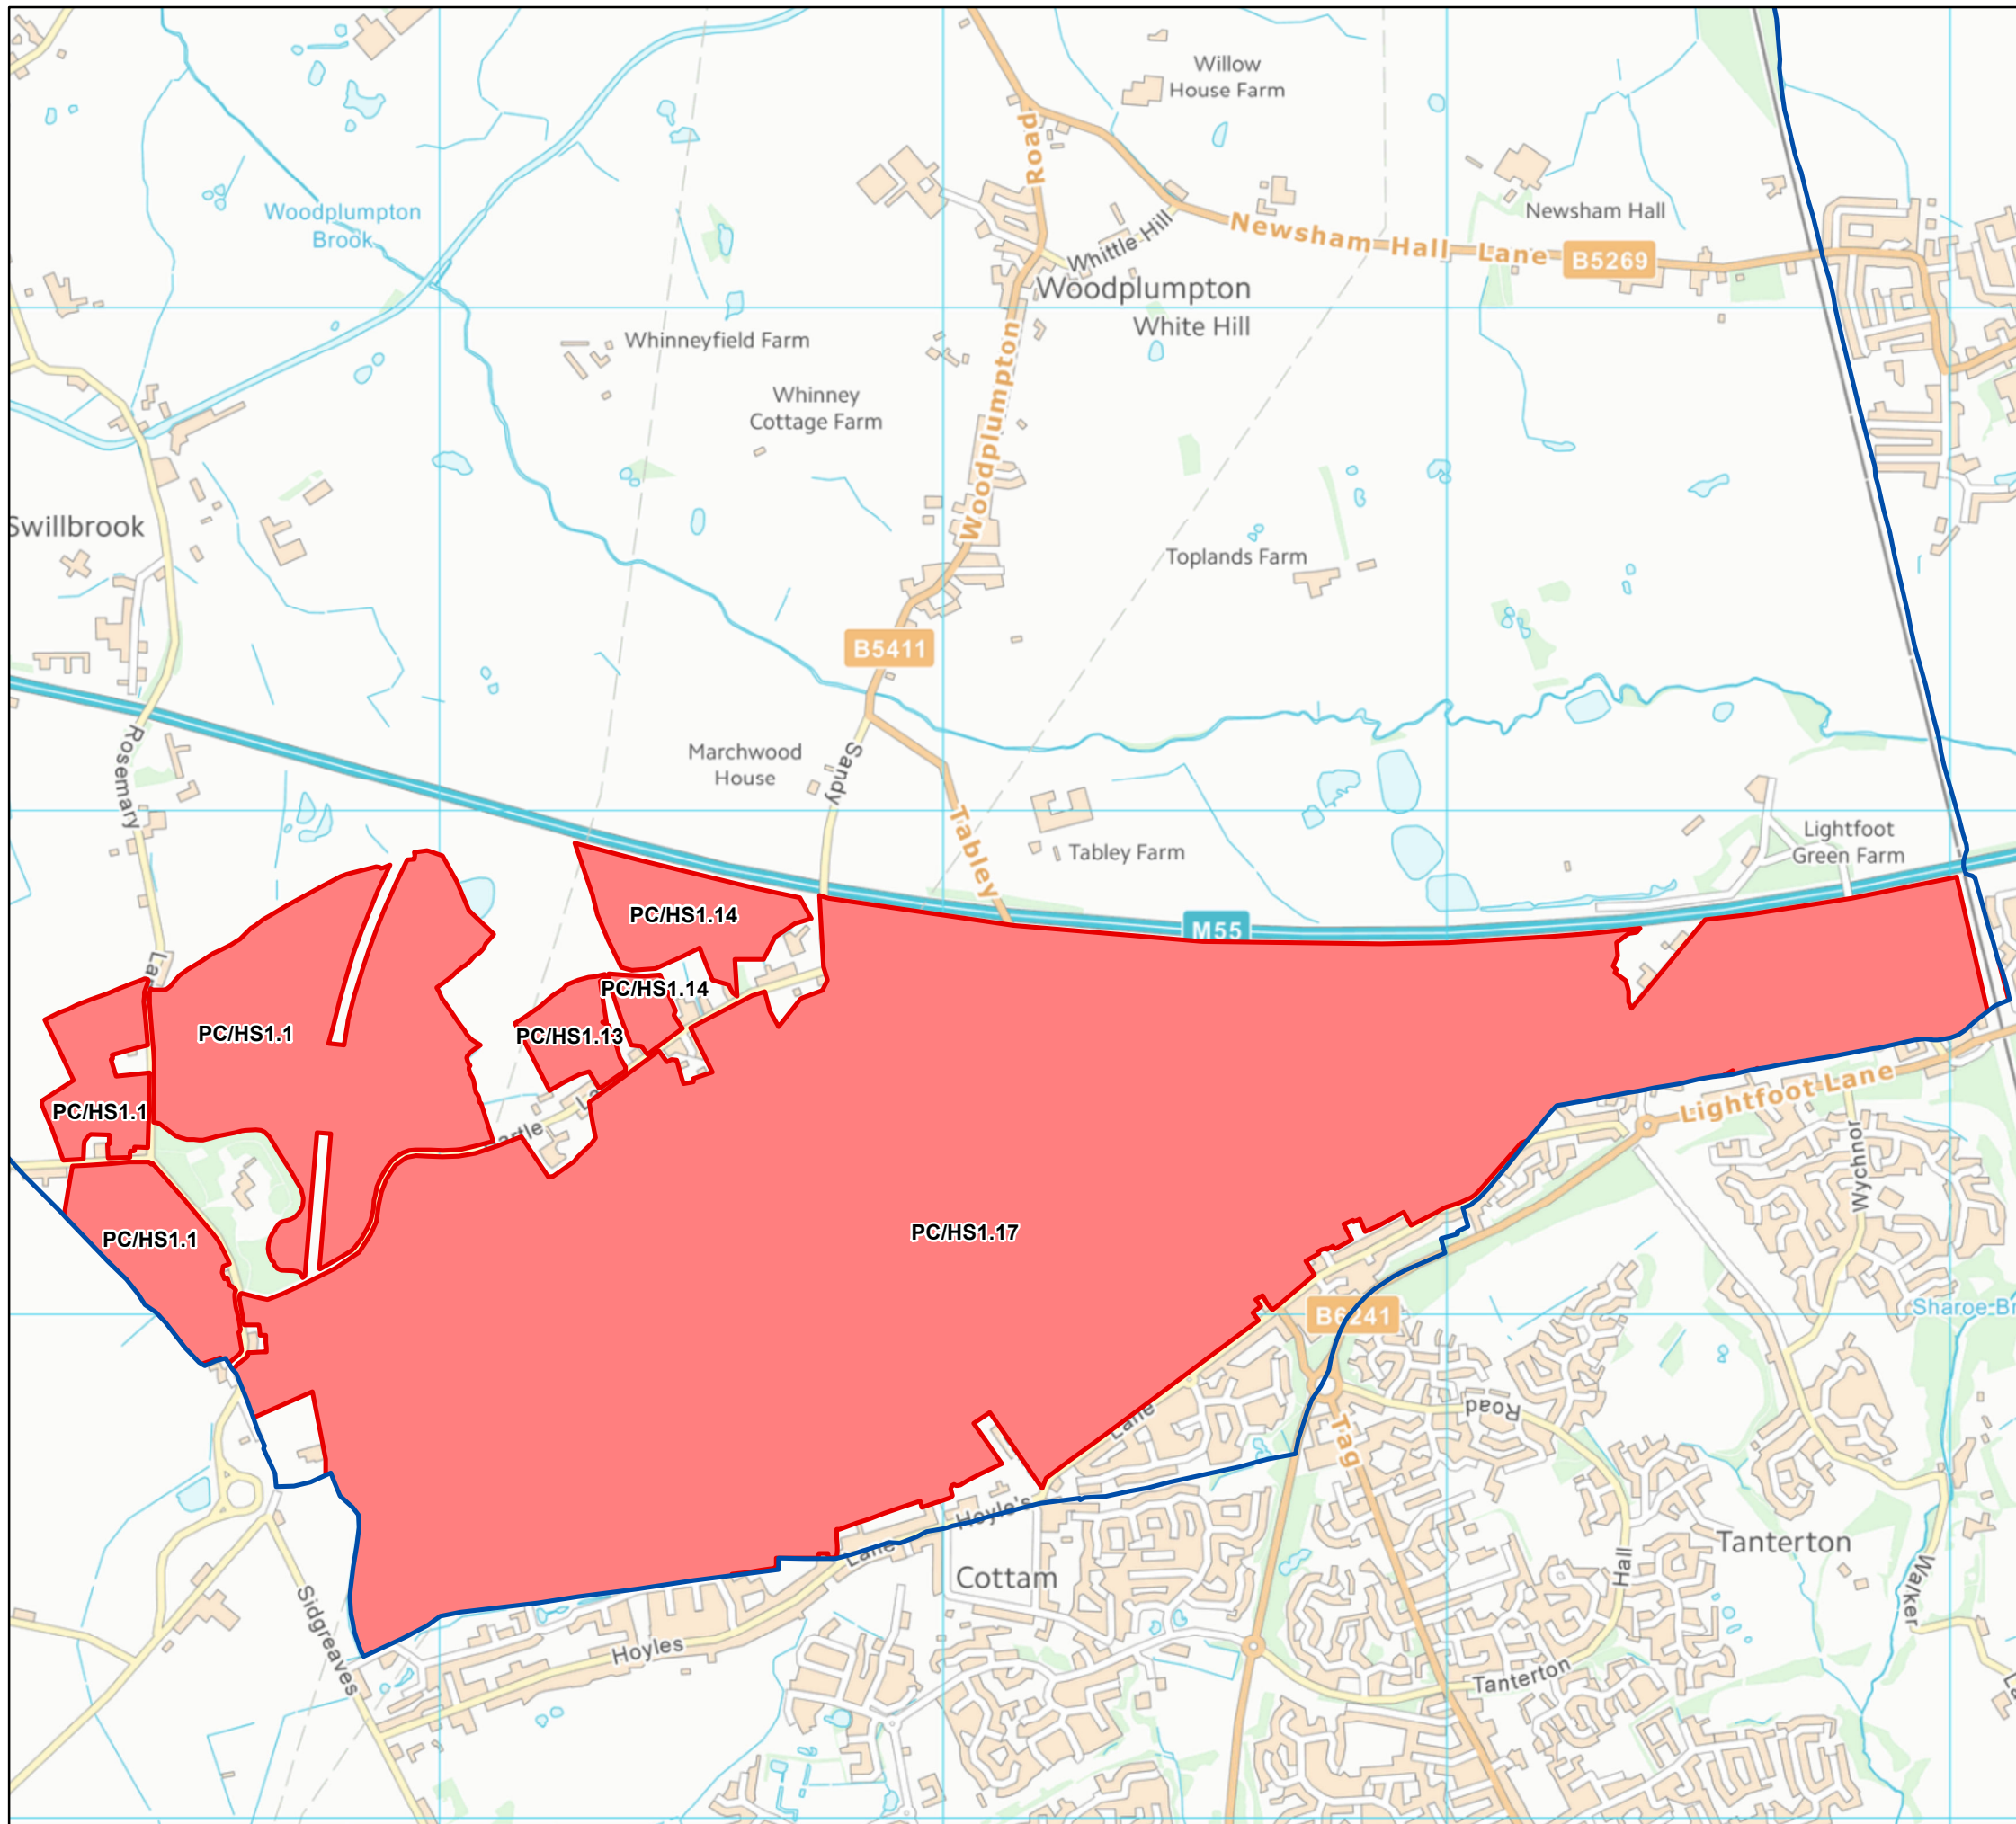 Willow
House Farm
Road
Woodplumpton
Brook
Newsham Hall
Whittle Hill
Newsham Hall Lane
B5269
Woodplumpton
White Hill
Whinneyfield Farm
Whinney
Cottage Farm
Woodplumpton
Swillbrook
Toplands Farm
B5411
Rosemary
Marchwood
House
Sandy
Tabley
Tabley Farm
Lightfoot
Green Farm
PC/HS1.14
M55
La
PC/HS1.14
PC/HS1.1
PC/HS1.13
PC/HS1.1
La
artle
Lightfoot Lane
Wychnor
PC/HS1.1
PC/HS1.17
B6241
Sharoe Br
Lane
Road
Tag
Hoyle's
Lane
Cottam
Tanterton
Hall
Walker
Sidgreaves
Hoyles
Tanterton